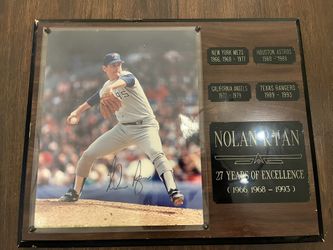 NEW YORK METS
1966, 1968 - 1971
HOUSTON ASTROS
1980 - 1988
CALIFORNIA ANGELS
1972 - 1979
TEXAS RANGERS
1989 - 1993
NOLAN RYAN
27 YEARS OF EXCELLENCE
( 1966, 1968 - 1993 )